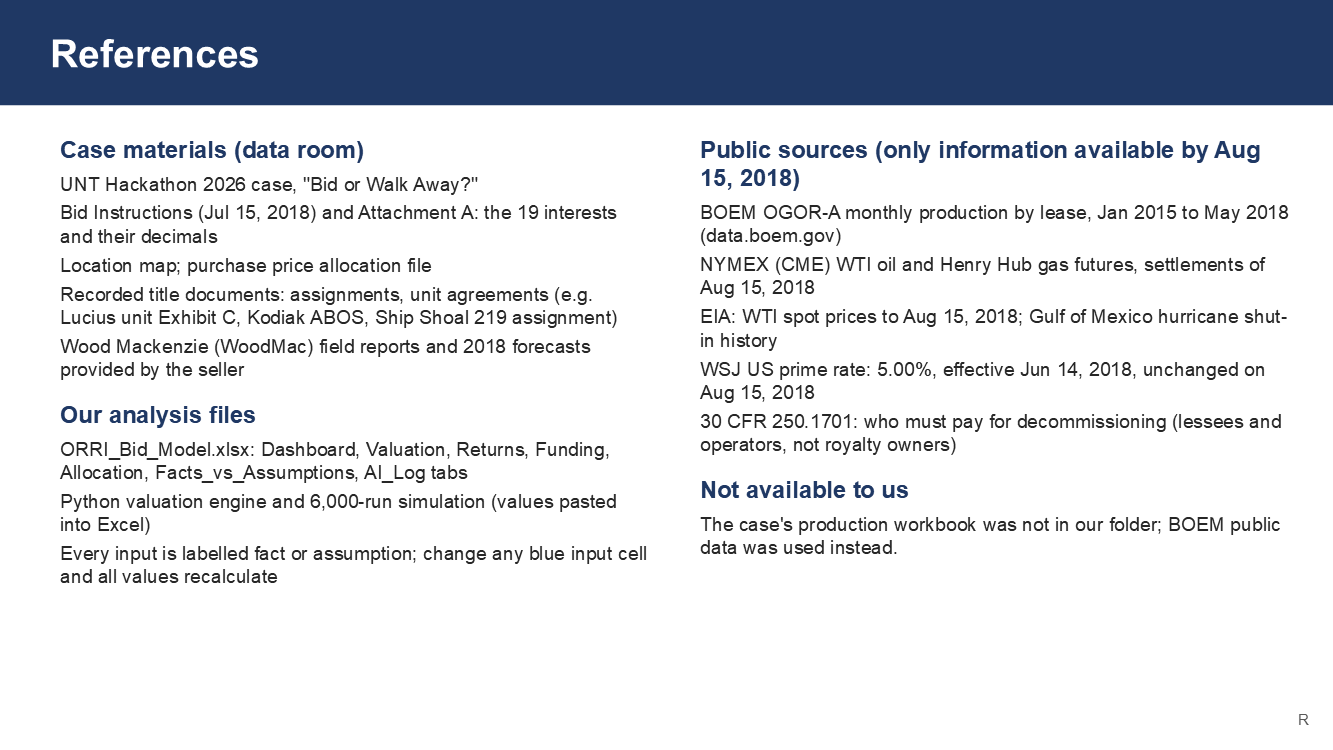 References
Case materials (data room)
UNT Hackathon 2026 case, "Bid or Walk Away?"
Bid Instructions (Jul 15, 2018) and Attachment A: the 19 interests
and their decimals
Location map; purchase price allocation file
Recorded title documents: assignments, unit agreements (e.g.
Lucius unit Exhibit C, Kodiak ABOS, Ship Shoal 219 assignment)
Wood Mackenzie (WoodMac) field reports and 2018 forecasts
provided by the seller
Our analysis files
ORRI_Bid_Model.xlsx: Dashboard, Valuation, Returns, Funding,
Allocation, Facts_vs_Assumptions, AI_Log tabs
Python valuation engine and 6,000-run simulation (values pasted
into Excel)
Every input is labelled fact or assumption; change any blue input cell
and all values recalculate
Public sources (only information available by Aug
15, 2018)
BOEM OGOR-A monthly production by lease, Jan 2015 to May 2018
(data.boem.gov)
NYMEX (CME) WTI oil and Henry Hub gas futures, settlements of
Aug 15, 2018
EIA: WTI spot prices to Aug 15, 2018; Gulf of Mexico hurricane shut-
in history
WSJ US prime rate: 5.00%, effective Jun 14, 2018, unchanged on
Aug 15, 2018
30 CFR 250.1701: who must pay for decommissioning (lessees and
operators, not royalty owners)
Not available to us
The case's production workbook was not in our folder; BOEM public
data was used instead.
R